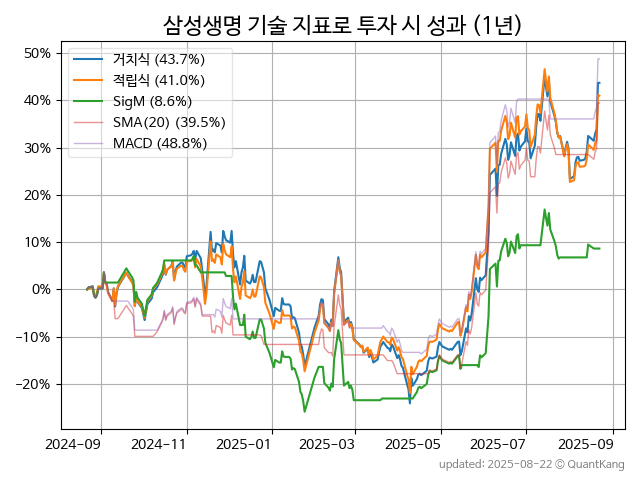 삼성생명 기술 지표로 투자 시 성과 (1년)
거치식 (43.7%)
적립식 (41.0%)
SigM (8.6%)
SMA(20) (39.5%)
MACD (48.8%)
50%
40%
30%
20%
10%
0%
−10%
−20%
2024−09 2024−11 2025−01 2025−03 2025−05 2025−07 2025−09
updated: 2025-08-22 © QuantKang